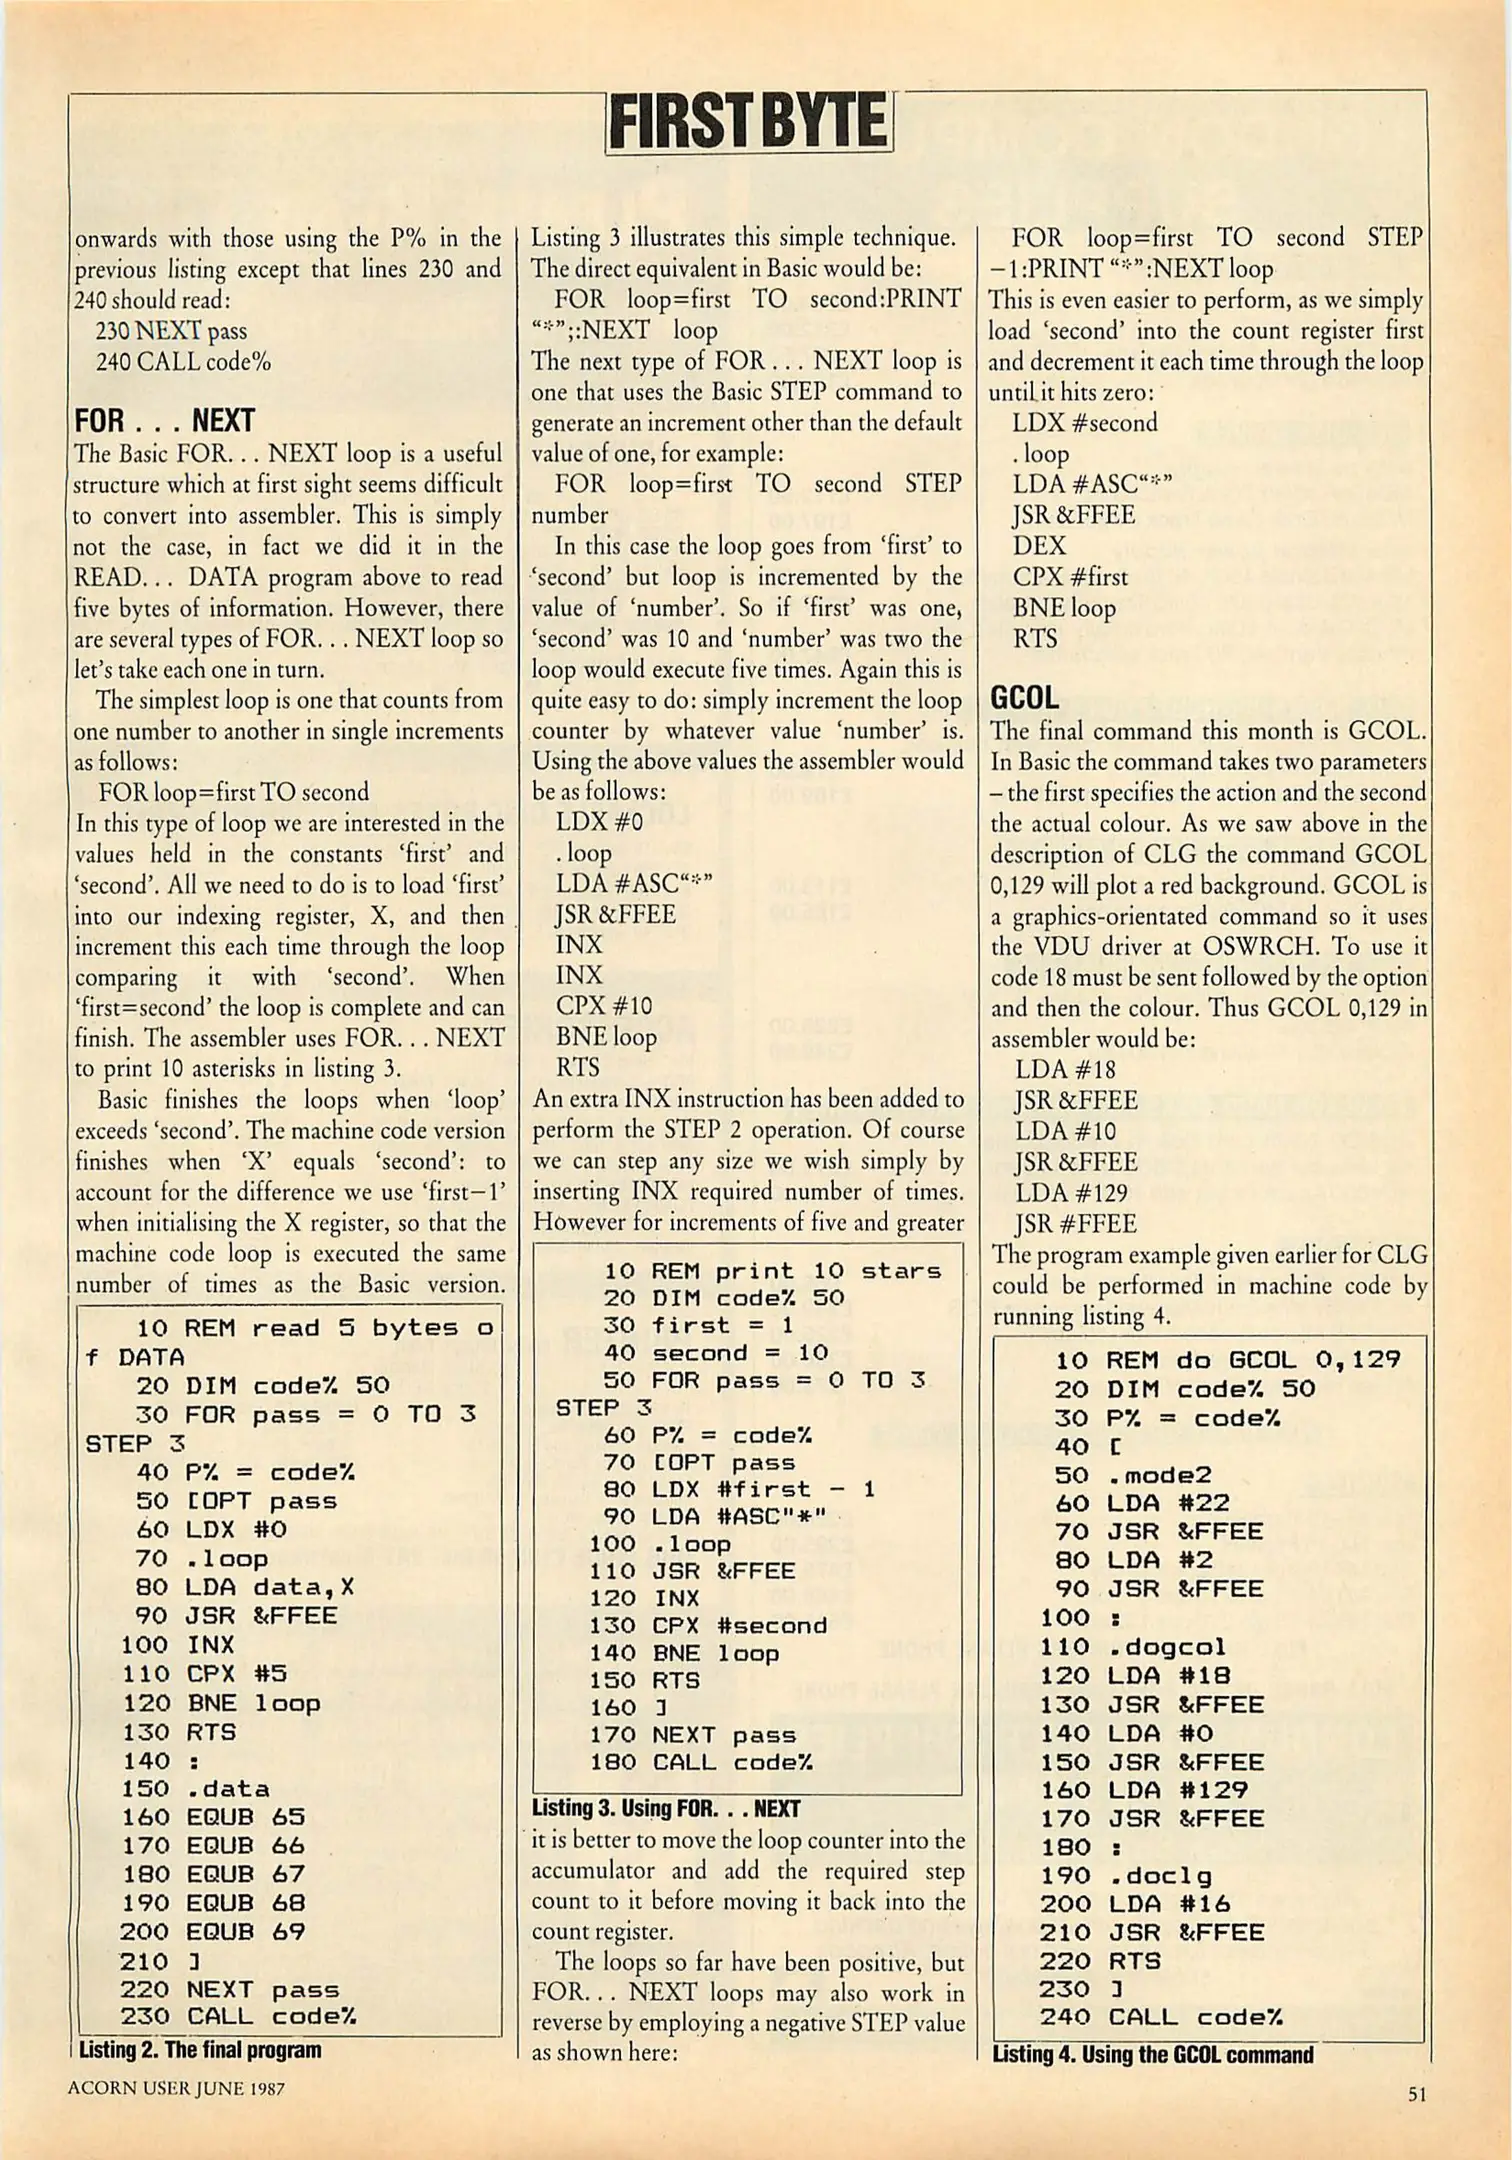 FIRST BYTE
onwards with those using the P% in the
previous listing except that lines 230 and
240 should read:
230 NEXT pass
240 CALL code%
FOR . . . NEXT
The Basic FOR. . . NEXT loop is a useful
structure which at first sight seems difficult
to convert into assembler. This is simply
not the case, in fact we did it in the
READ. . . DATA program above to read
five bytes of information. However, there
are several types of FOR. . . NEXT loop so
let's take each one in turn.
The simplest loop is one that counts from
one number to another in single increments
as follows:
FOR loop=first TO second
In this type of loop we are interested in the
values held in the constants ‘first’ and
‘second’. All we need to do is to load ‘first’
into our indexing register, X, and then
increment this each time through the loop
comparing it with ‘second’. When
‘first=second’ the loop is complete and can
finish. The assembler uses FOR. . . NEXT
to print 10 asterisks in listing 3.
Basic finishes the loops when ‘loop’
exceeds ‘second’. The machine code version
finishes when ‘X’ equals ‘second’: to
account for the difference we use ‘first–1’
when initialising the X register, so that the
machine code loop is executed the same
number of times as the Basic version.
10 REM read 5 bytes o
f DATA
20 DIM code% 50
30 FOR pass = 0 TO 3
STEP 3
40 P% = code%
50 [OPT pass
60 LDX #0
70 .loop
80 LDA data,X
90 JSR &FFEE
100 INX
110 CPX #5
120 BNE loop
130 RTS
140 :
150 .data
160 EQUB 65
170 EQUB 66
180 EQUB 67
190 EQUB 68
200 EQUB 69
210 ]
220 NEXT pass
230 CALL code%
Listing 2. The final program
Listing 3 illustrates this simple technique.
The direct equivalent in Basic would be:
FOR loop=first TO second:PRINT
“*”;:NEXT loop
The next type of FOR . . . NEXT loop is
one that uses the Basic STEP command to
generate an increment other than the default
value of one, for example:
FOR loop=first TO second STEP
number
In this case the loop goes from ‘first’ to
‘second’ but loop is incremented by the
value of ‘number’. So if ‘first’ was one,
‘second’ was 10 and ‘number’ was two the
loop would execute five times. Again this is
quite easy to do: simply increment the loop
counter by whatever value ‘number’ is.
Using the above values the assembler would
be as follows:
LDX #0
. loop
LDA #ASC“*”
JSR &FFEE
INX
INX
CPX #10
BNE loop
RTS
An extra INX instruction has been added to
perform the STEP 2 operation. Of course
we can step any size we wish simply by
inserting INX required number of times.
However for increments of five and greater
10 REM print 10 stars
20 DIM code% 50
30 first = 1
40 second = 10
50 FOR pass = 0 TO 3
STEP 3
60 P% = code%
70 [OPT pass
80 LDX #first - 1
90 LDA #ASC"*"
100 .loop
110 JSR &FFEE
120 INX
130 CPX #second
140 BNE loop
150 RTS
160 ]
170 NEXT pass
180 CALL code%
Listing 3. Using FOR. . . NEXT
it is better to move the loop counter into the
accumulator and add the required step
count to it before moving it back into the
count register.
The loops so far have been positive, but
FOR. . . NEXT loops may also work in
reverse by employing a negative STEP value
as shown here:
FOR loop=first TO second STEP
–1:PRINT “*”:NEXT loop
This is even easier to perform, as we simply
load ‘second’ into the count register first
and decrement it each time through the loop
until it hits zero:
LDX #second
. loop
LDA #ASC“*”
JSR &FFEE
DEX
CPX #first
BNE loop
RTS
GCOL
The final command this month is GCOL.
In Basic the command takes two parameters
– the first specifies the action and the second
the actual colour. As we saw above in the
description of CLG the command GCOL
0,129 will plot a red background. GCOL is
a graphics-orientated command so it uses
the VDU driver at OSWRCH. To use it
code 18 must be sent followed by the option
and then the colour. Thus GCOL 0,129 in
assembler would be:
LDA #18
JSR &FFEE
LDA #10
JSR &FFEE
LDA #129
JSR #FFEE
The program example given earlier for CLG
could be performed in machine code by
running listing 4.
10 REM do GCOL 0,129
20 DIM code% 50
30 P% = code%
40 [
50 .mode2
60 LDA #22
70 JSR &FFEE
80 LDA #2
90 JSR &FFEE
100 :
110 .dogcol
120 LDA #18
130 JSR &FFEE
140 LDA #0
150 JSR &FFEE
160 LDA #129
170 JSR &FFEE
180 :
190 .doclg
200 LDA #16
210 JSR &FFEE
220 RTS
230 ]
240 CALL code%
Listing 4. Using the GCOL command
ACORN USER JUNE 1987
51